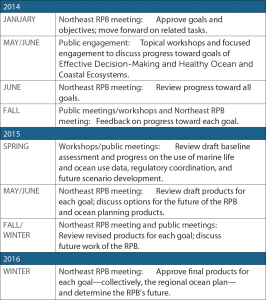 2014
JANUARY
Northeast RPB meeting: Approve goals and
objectives; move forward on related tasks.
MAY/JUNE
Public engagement: Topical workshops and focused
engagement to discuss progress toward goals of
Effective Decision-Making and Healthy Ocean and
Coastal Ecosystems.
JUNE
Northeast RPB meeting: Review progress toward all
goals.
FALL
Public meetings/workshops and Northeast RPB
meeting: Feedback on progress toward each goal.
2015
SPRING
Workshops/public meetings: Review draft baseline
assessment and progress on the use of marine life
and ocean use data, regulatory coordination, and
future scenario development.
MAY/JUNE
Northeast RPB meeting: Review draft products for
each goal; discuss options for the future of the RPB
and ocean planning products.
FALL/
WINTER
Northeast RPB meeting and public meetings:
Review revised products for each goal; discuss
future work of the RPB.
2016
WINTER
Northeast RPB meeting: Approve final products for
each goal—collectively, the regional ocean plan—
and determine the RPB's future.